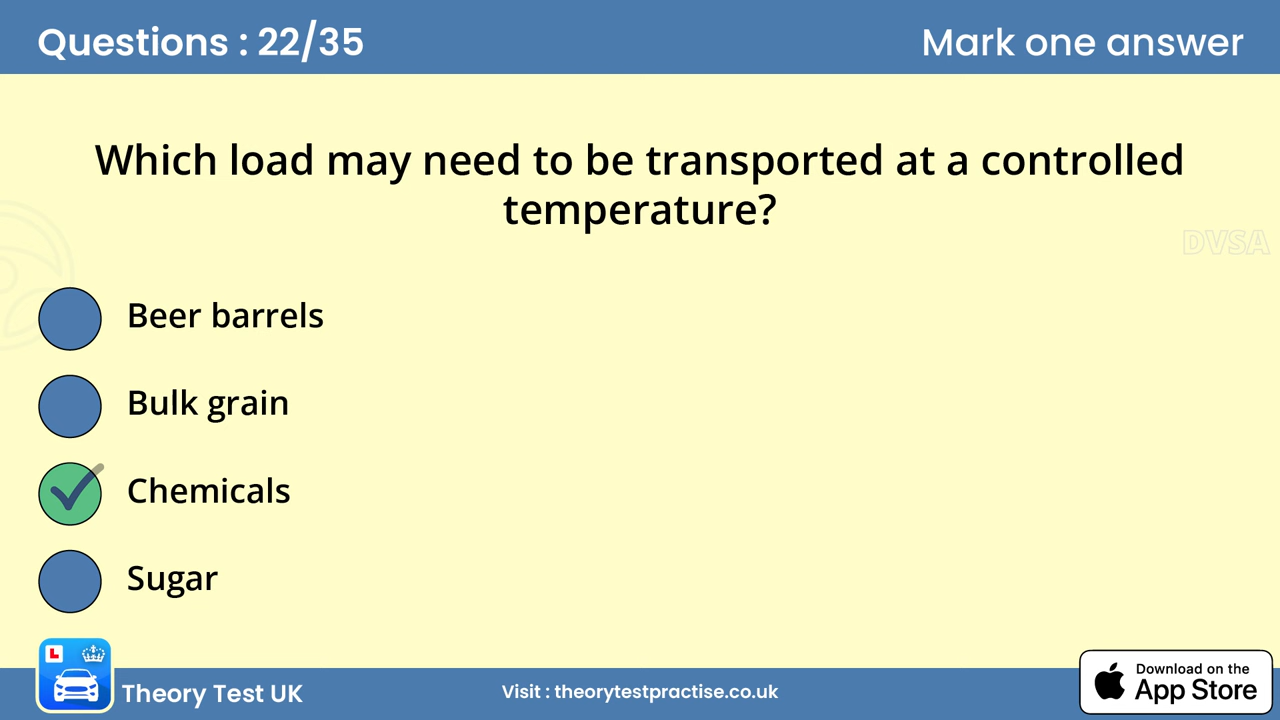 Questions : 22/35
Mark one answer
Which load may need to be transported at a controlled
temperature?
DVSA
Beer barrels
Bulk grain
Chemicals
Sugar
L
Theory Test UK
Visit : theorytestpractise.co.uk
Download on the
App Store